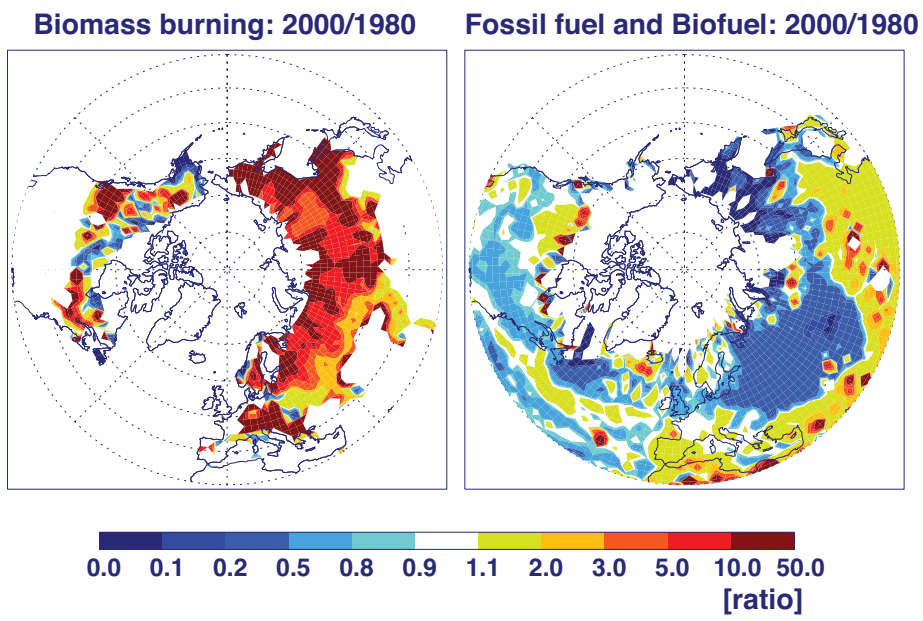 Biomass burning: 2000/1980
Fossil fuel and Biofuel: 2000/1980
0.0 0.1 0.2 0.5 0.8 0.9 1.1 2.0 3.0 5.0 10.0 50.0
[ratio]